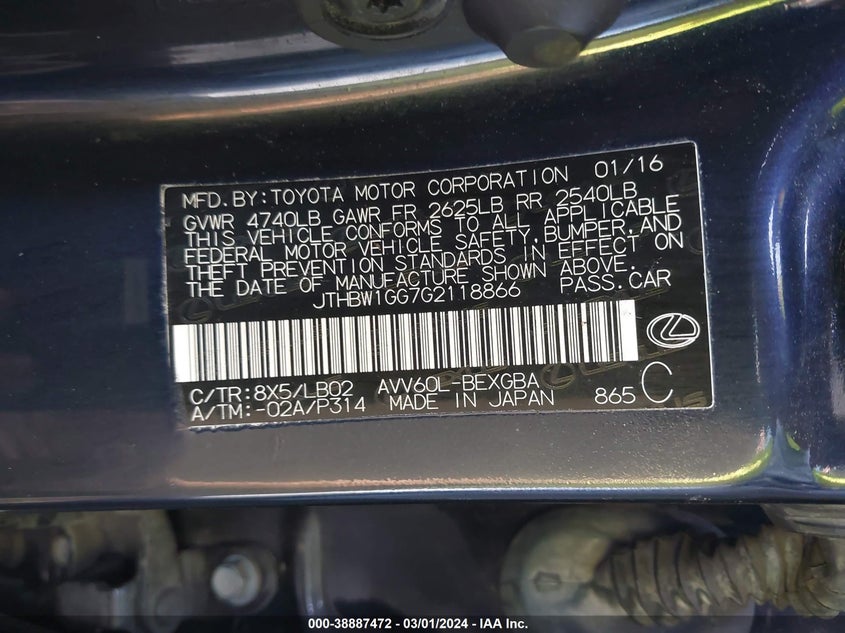 MFD.BY:TOYOTA MOTOR CORPORATION 01/16
GVWR 4740LB GAWR FR 2625LB RR 2540LB
THIS VEHICLE CONFORMS TO ALL APPLICABLE
FEDERAL MOTOR VEHICLE SAFETY,BUMPER,AND
THEFT PREVENTION STANDARDS IN EFFECT ON
THE DATE OF MANUFACTURE SHOWN ABOVE.
JTHBW1GG7G2118866 PASS.CAR
C/TR:8X5/LB02 AVV60L-BEXGBA
A/TM:-02A/P314 MADE IN JAPAN 865 C
000-38887472 - 03/01/2024 - IAA Inc.